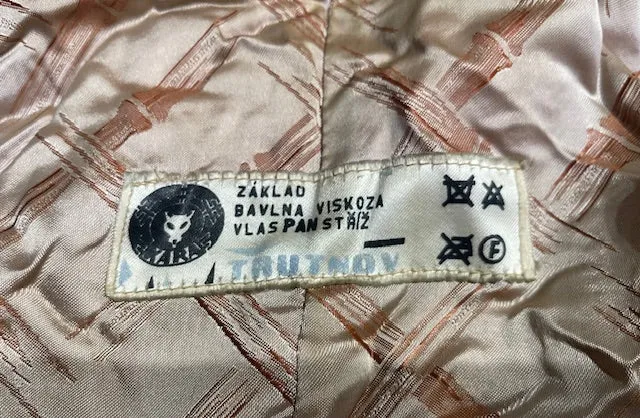 ZÁKLAD
BAVLNA VISKOZA
VLAS PAN STŘIŽ
TRUTNOV
F